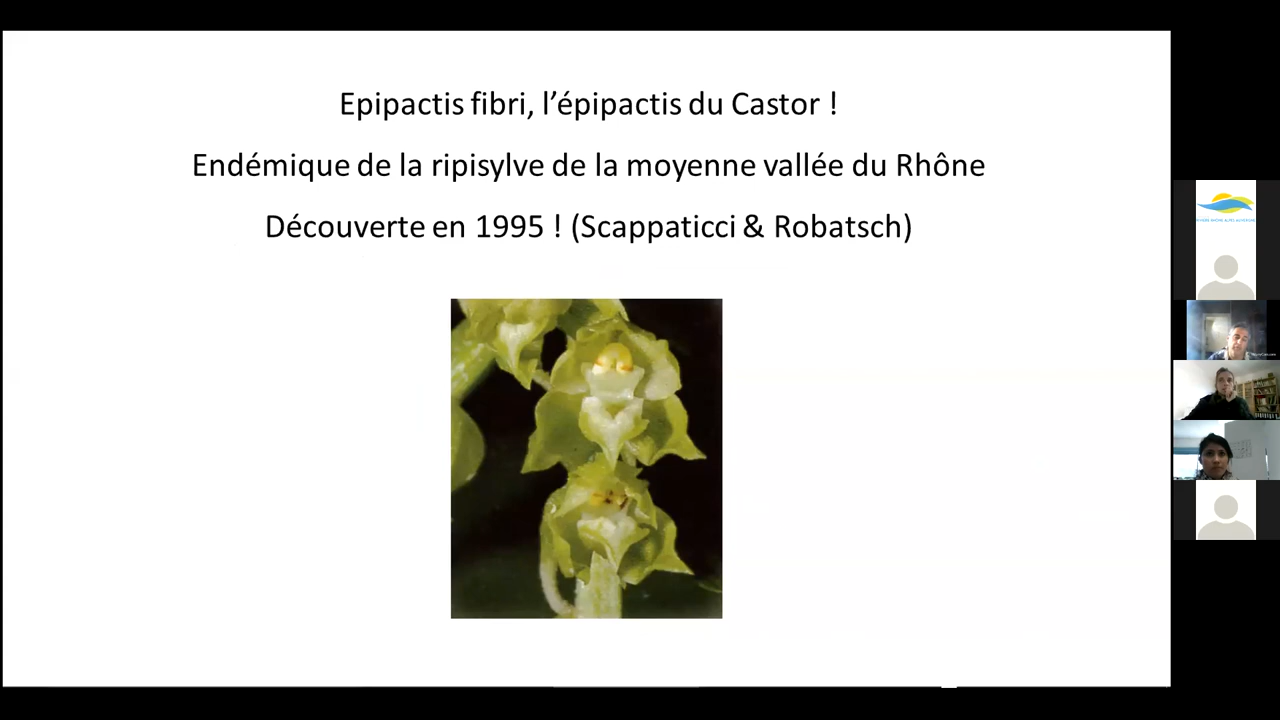 Epipactis fibri, l’épipactis du Castor !
Endémique de la ripisylve de la moyenne vallée du Rhône
Découverte en 1995 ! (Scappaticci & Robatsch)